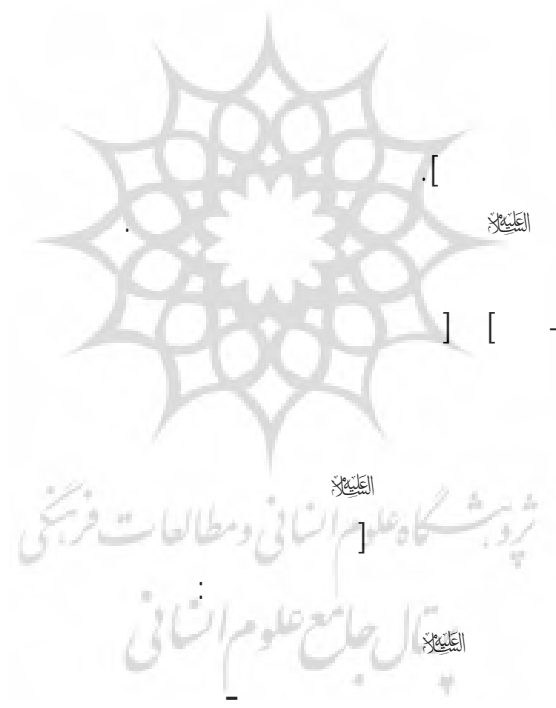 ].
علیه‌السلام .
- ] [
علیه‌السلام
پژوهشگاه علوم انسانی و مطالعات فرهنگی
[
:
پرتال جامع علوم انسانی
علیه‌السلام
-